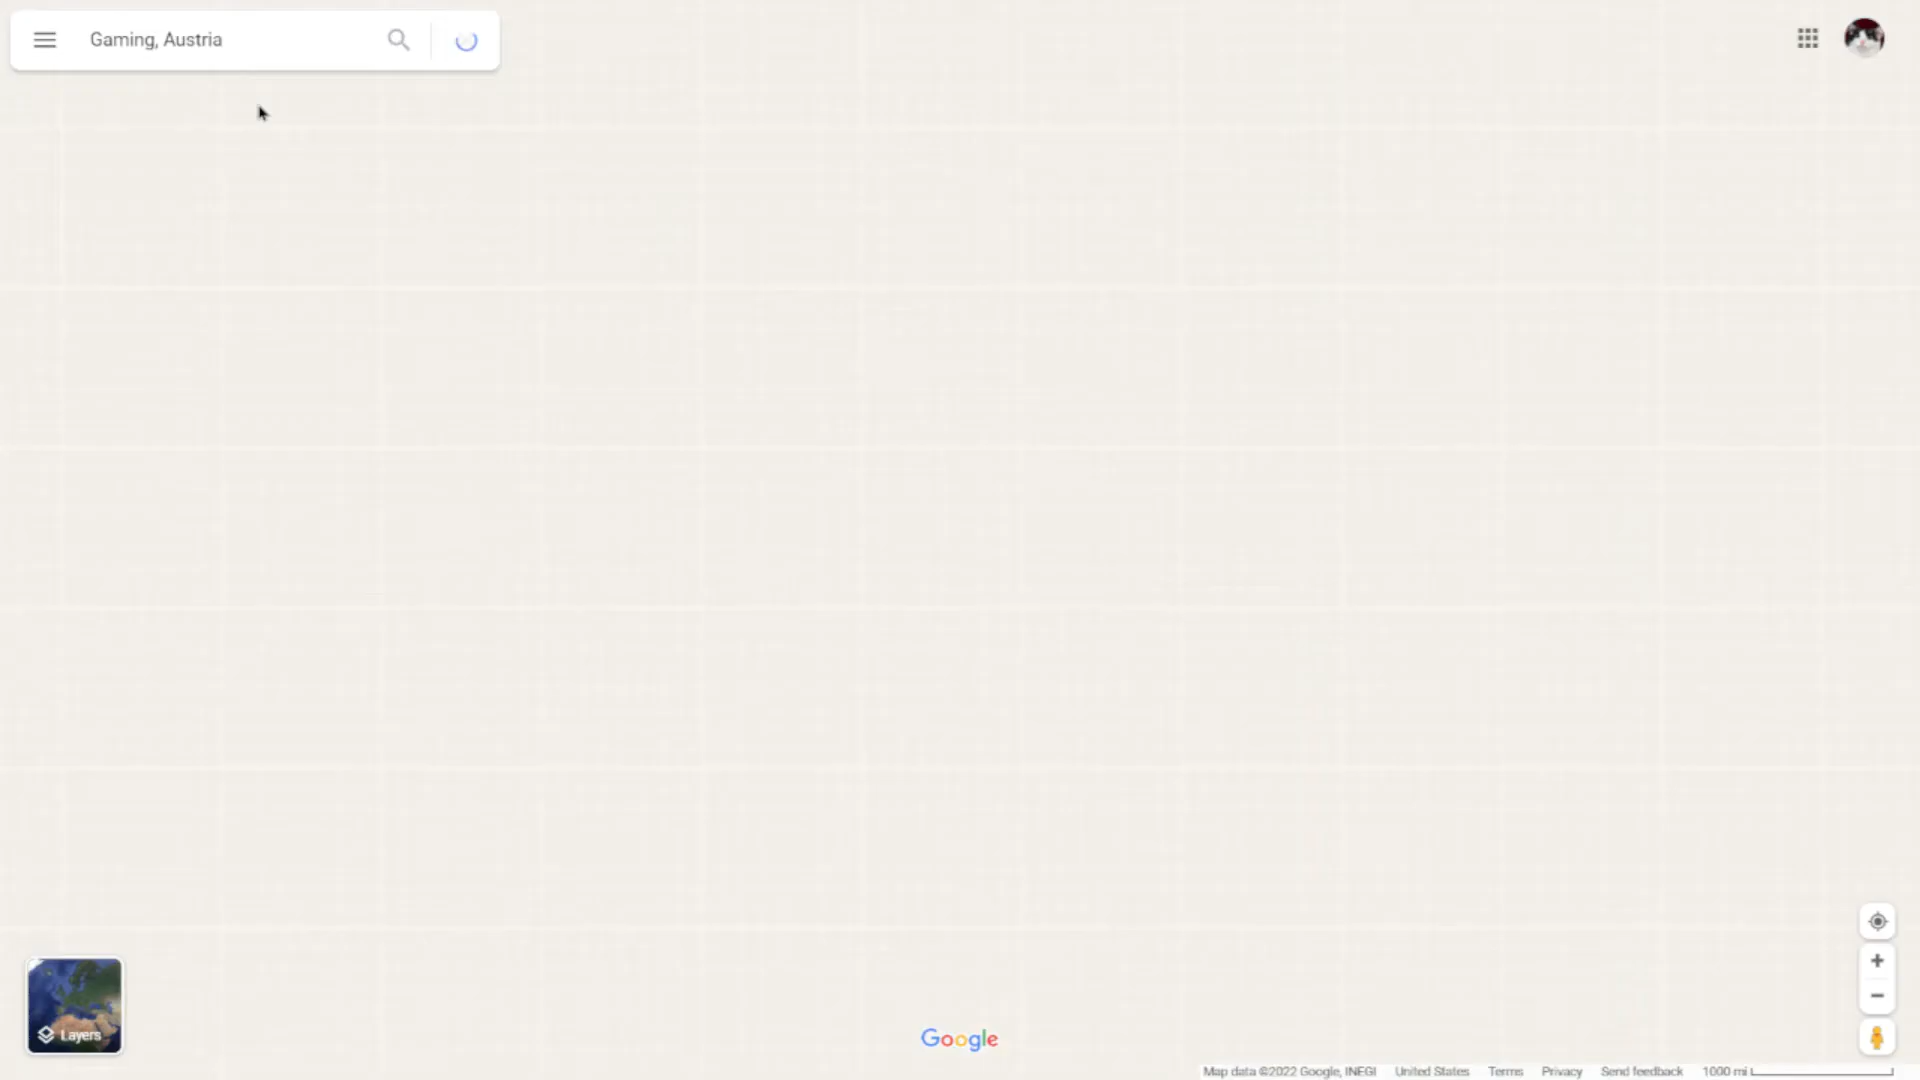 Gaming, Austria
Layers
Google
Map data ©2022 Google, INEGI United States Terms Privacy Send feedback 1000 mi